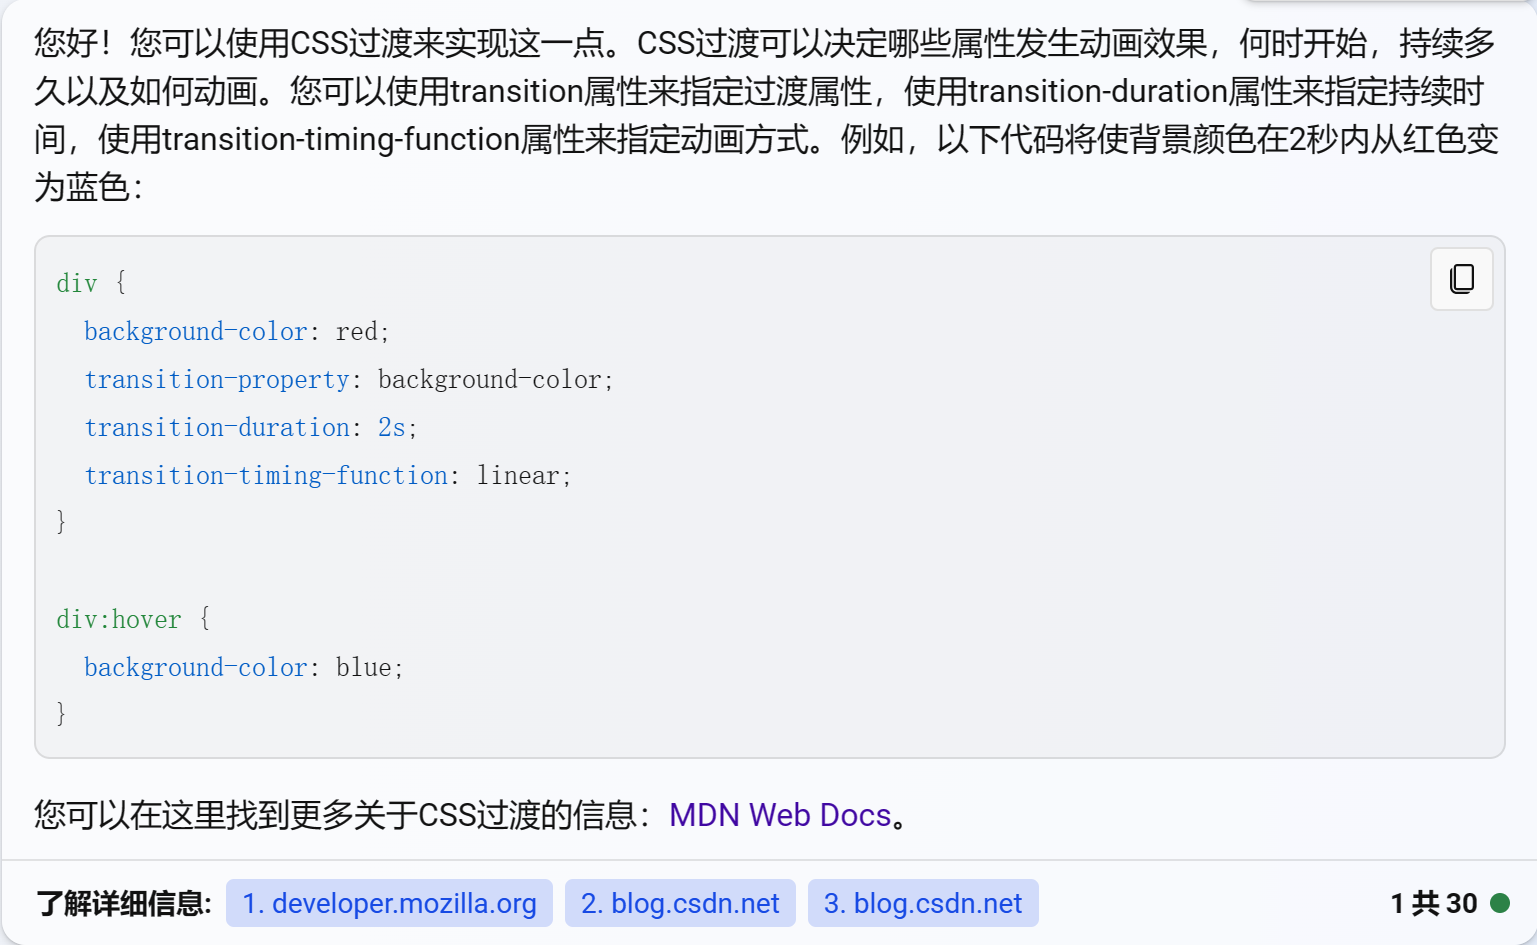 您好！您可以使用CSS过渡来实现这一点。CSS过渡可以决定哪些属性发生动画效果，何时开始，持续多
久以及如何动画。您可以使用transition属性来指定过渡属性，使用transition-duration属性来指定持续时
间，使用transition-timing-function属性来指定动画方式。例如，以下代码将使背景颜色在2秒内从红色变
为蓝色：
div {
  background-color: red;
  transition-property: background-color;
  transition-duration: 2s;
  transition-timing-function: linear;
}

div:hover {
  background-color: blue;
}
您可以在这里找到更多关于CSS过渡的信息：MDN Web Docs。
了解详细信息: 1. developer.mozilla.org 2. blog.csdn.net 3. blog.csdn.net 1 共 30